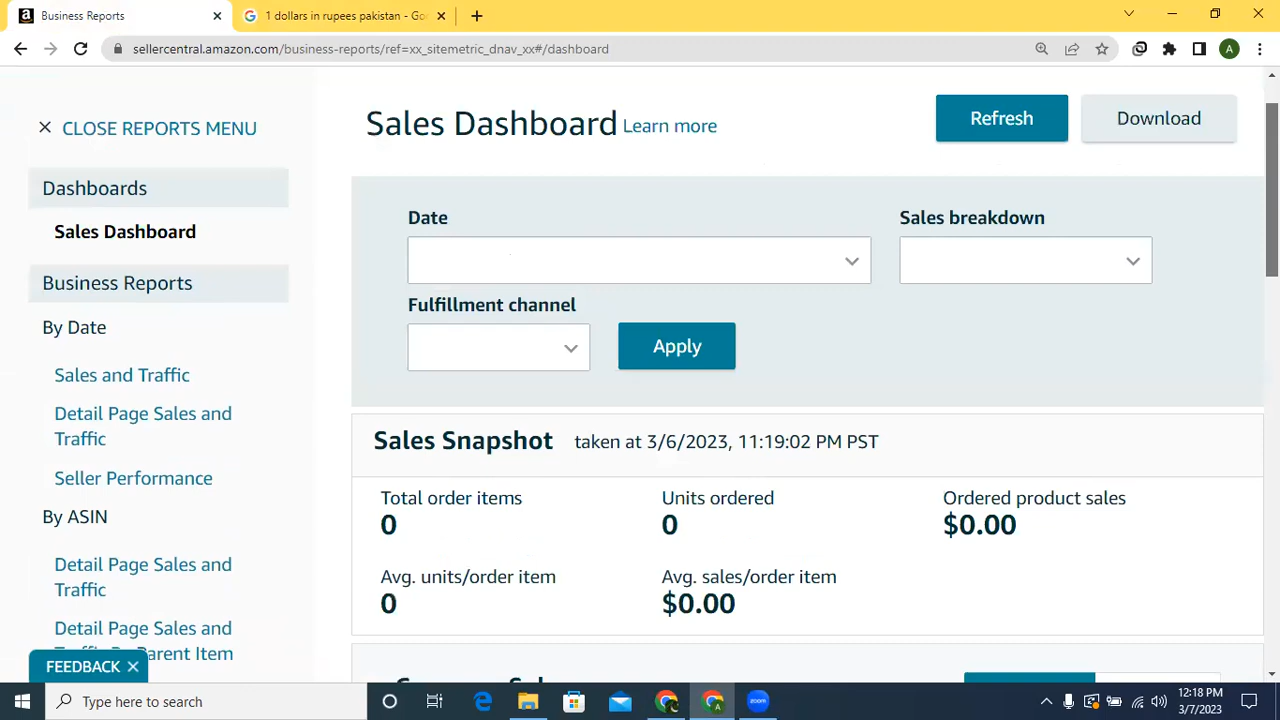 Business Reports
1 dollars in rupees pakistan - Goo
sellercentral.amazon.com/business-reports/ref=xx_sitemetric_dnav_xx#/dashboard
A
CLOSE REPORTS MENU
Dashboards
Sales Dashboard
Business Reports
By Date
Sales and Traffic
Detail Page Sales and
Traffic
Seller Performance
By ASIN
Detail Page Sales and
Traffic
Detail Page Sales and
Parent Item
FEEDBACK
Sales Dashboard Learn more
Refresh
Download
Date
Sales breakdown
Fulfillment channel
Apply
Sales Snapshot taken at 3/6/2023, 11:19:02 PM PST
Total order items
0
Units ordered
0
Ordered product sales
$0.00
Avg. units/order item
0
Avg. sales/order item
$0.00
Type here to search
zoom
12:18 PM
3/7/2023